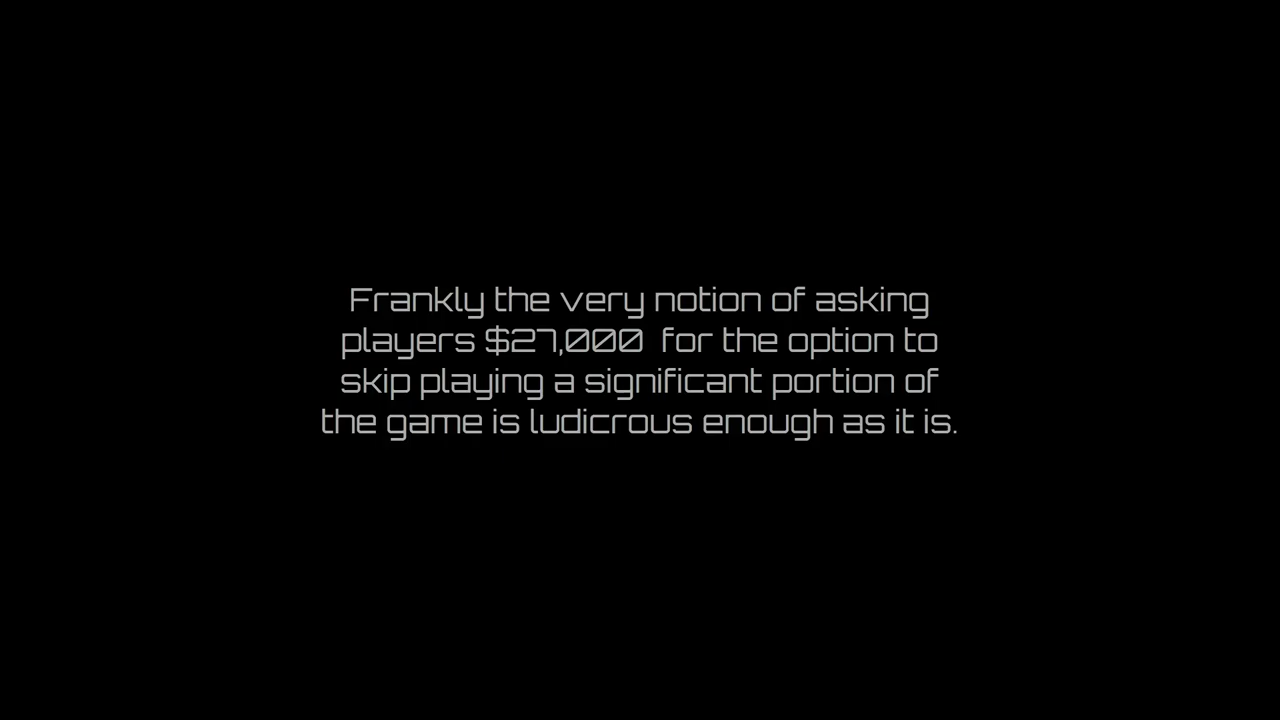 Frankly the very notion of asking
players $27,000  for the option to
skip playing a significant portion of
the game is ludicrous enough as it is.